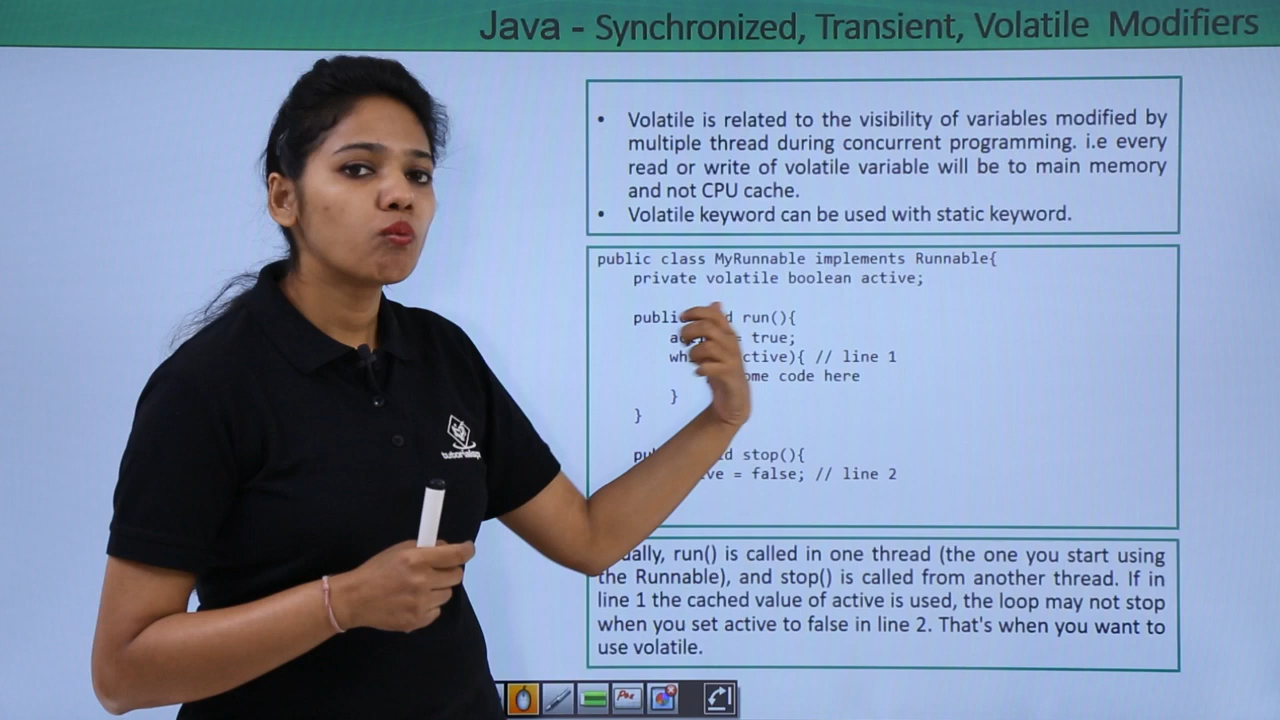 Java - Synchronized, Transient, Volatile Modifiers
• Volatile is related to the visibility of variables modified by
multiple thread during concurrent programming. i.e every
read or write of volatile variable will be to main memory
and not CPU cache.
• Volatile keyword can be used with static keyword.
public class MyRunnable implements Runnable{
private volatile boolean active;
run(){
= true;
{ // line 1
code here
}
}
stop(){
= false; // line 2
run() is called in one thread (the one you start using
the Runnable), and stop() is called from another thread. If in
line 1 the cached value of active is used, the loop may not stop
when you set active to false in line 2. That's when you want to
use volatile.